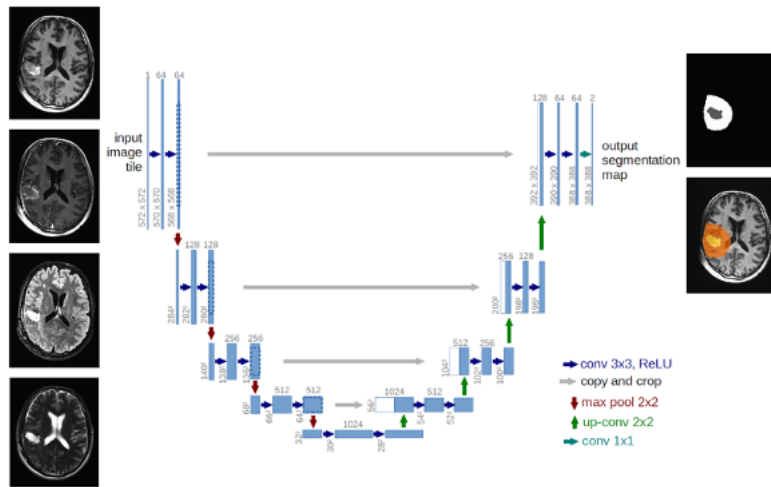 1 64 64
input
image
tile
572 x 572
570 x 570
568 x 568
128 64 64 2
output
segmentation
map
392 x 392
390 x 390
388 x 388
388 x 388
128 128
284²
282²
280²
256 128
200²
198²
196²
256 256
140²
138²
136²
512 256
104²
102²
100²
512 512
68²
66²
64²
1024 512
56²
54²
52²
1024
32²
30²
28²
conv 3x3, ReLU
copy and crop
max pool 2x2
up-conv 2x2
conv 1x1